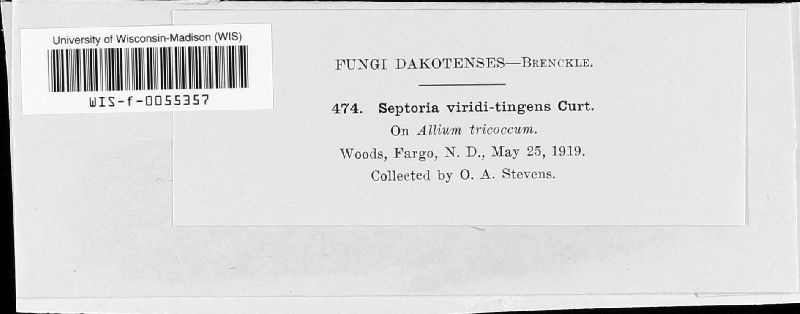 University of Wisconsin-Madison (WIS)
WIS-f-0055357
FUNGI DAKOTENSES—BRENCKLE.
474. Septoria viridi-tingens Curt.
On Allium tricoccum.
Woods, Fargo, N. D., May 25, 1919.
Collected by O. A. Stevens.